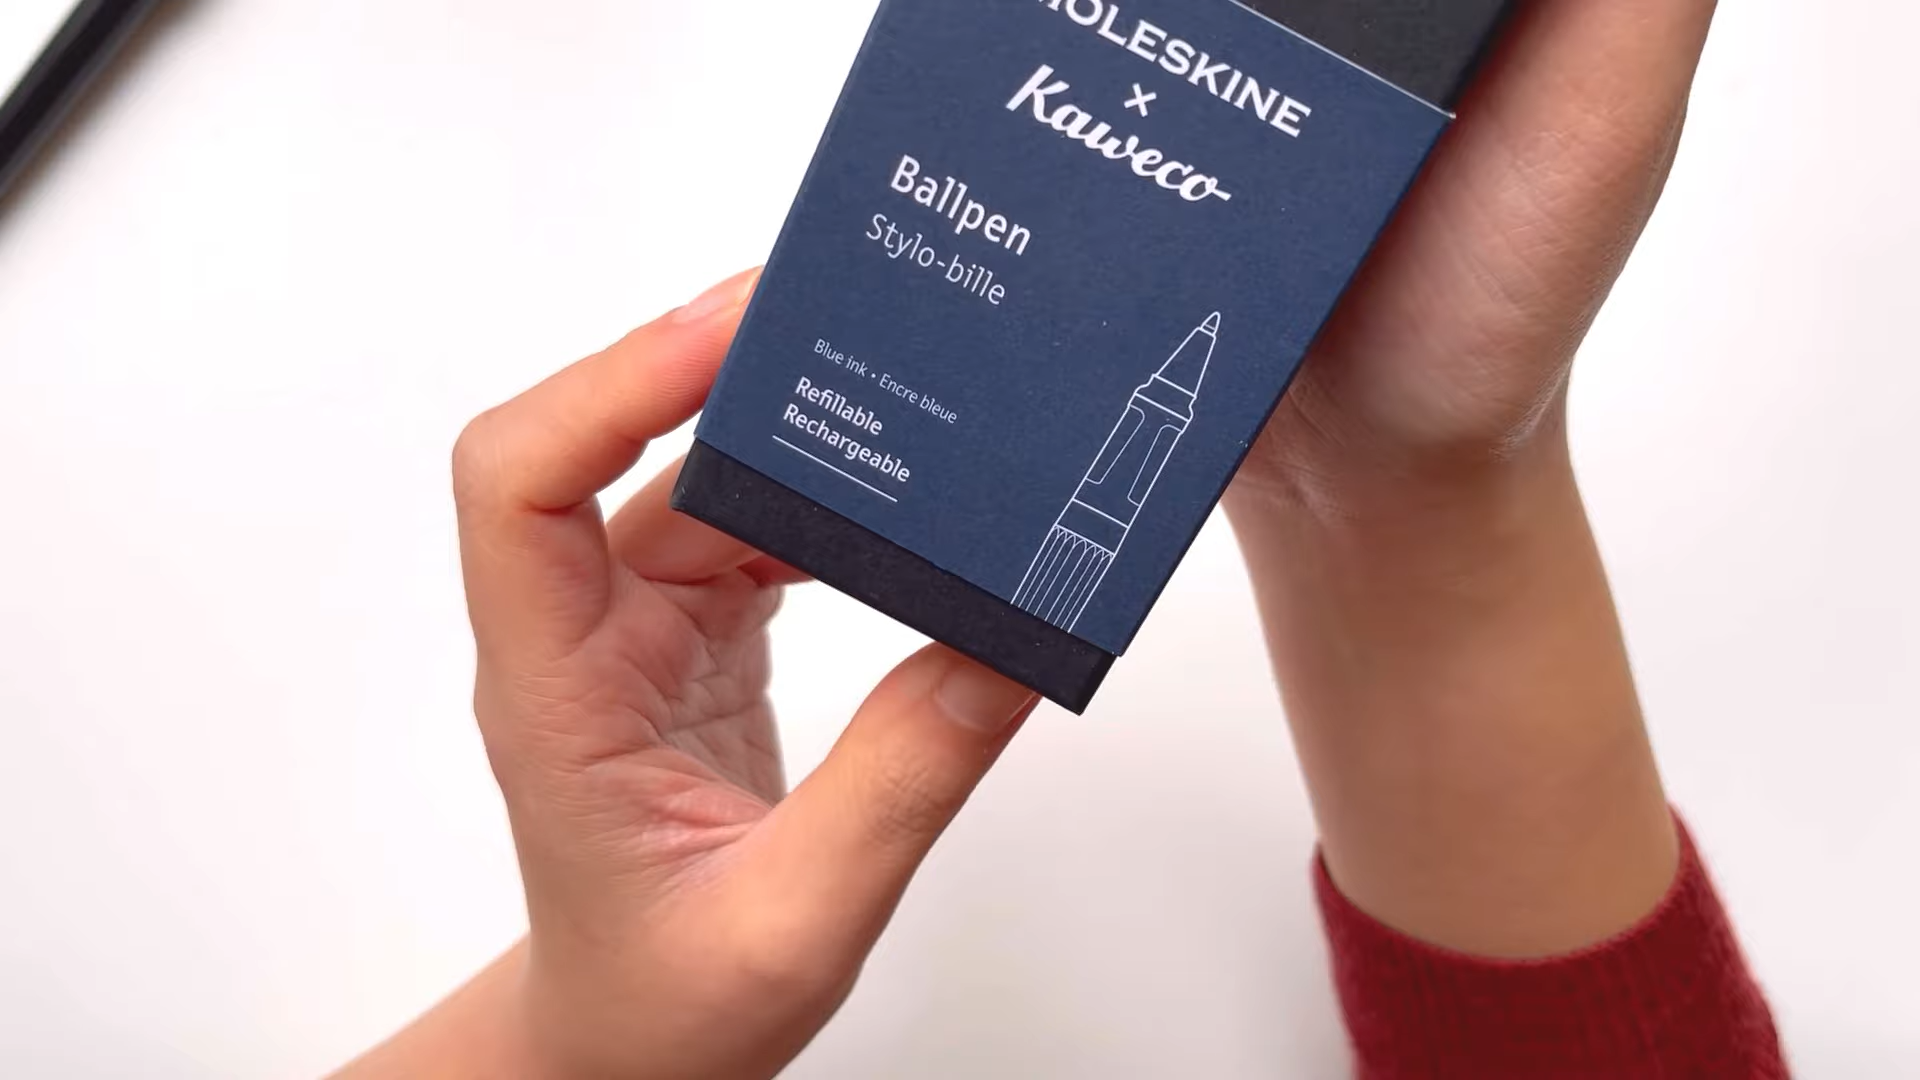 MOLESKINE
×
Kaweco
Ballpen
Stylo-bille
Blue ink • Encre bleue
Refillable
Rechargeable